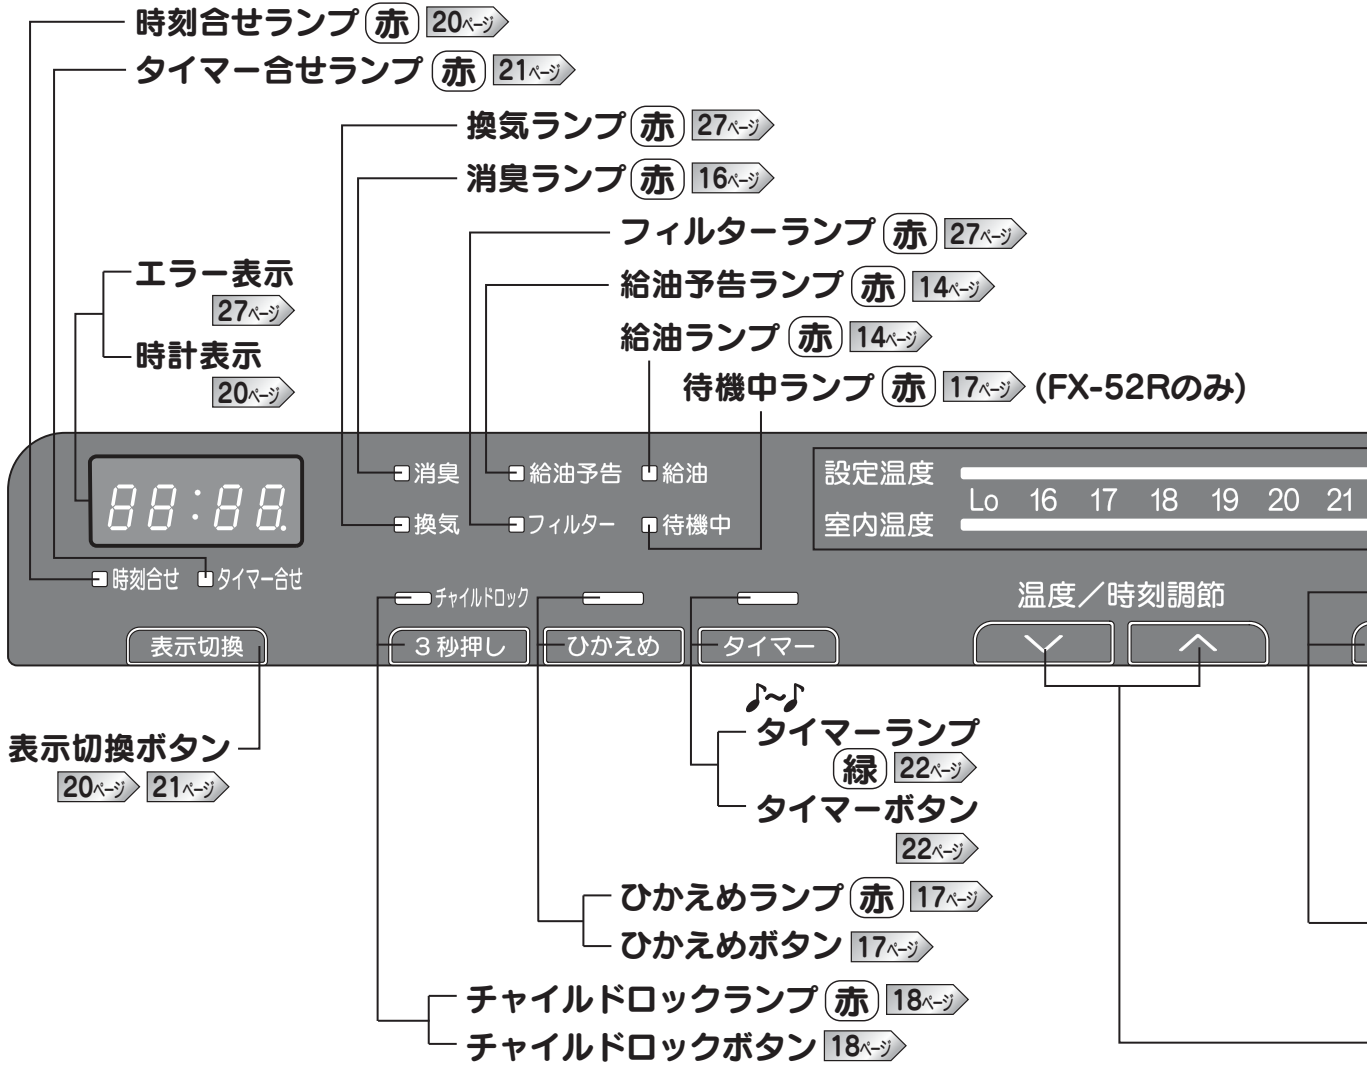 時刻合せランプ 赤 20ページ
タイマー合せランプ 赤 21ページ
換気ランプ 赤 27ページ
消臭ランプ 赤 16ページ
フィルターランプ 赤 27ページ
エラー表示
27ページ
給油予告ランプ 赤 14ページ
給油ランプ 赤 14ページ
時計表示
20ページ
待機中ランプ 赤 17ページ (FX-52Rのみ)
消臭 給油予告 給油
設定温度
88:88.
Lo 16 17 18 19 20 21
換気 フィルター 待機中
室内温度
時刻合せ タイマー合せ
チャイルドロック
温度/時刻調節
表示切換 3秒押し ひかえめ タイマー
♪~♪
タイマーランプ
緑 22ページ
表示切換ボタン
20ページ 21ページ
タイマーボタン
22ページ
ひかえめランプ 赤 17ページ
ひかえめボタン 17ページ
チャイルドロックランプ 赤 18ページ
チャイルドロックボタン 18ページ